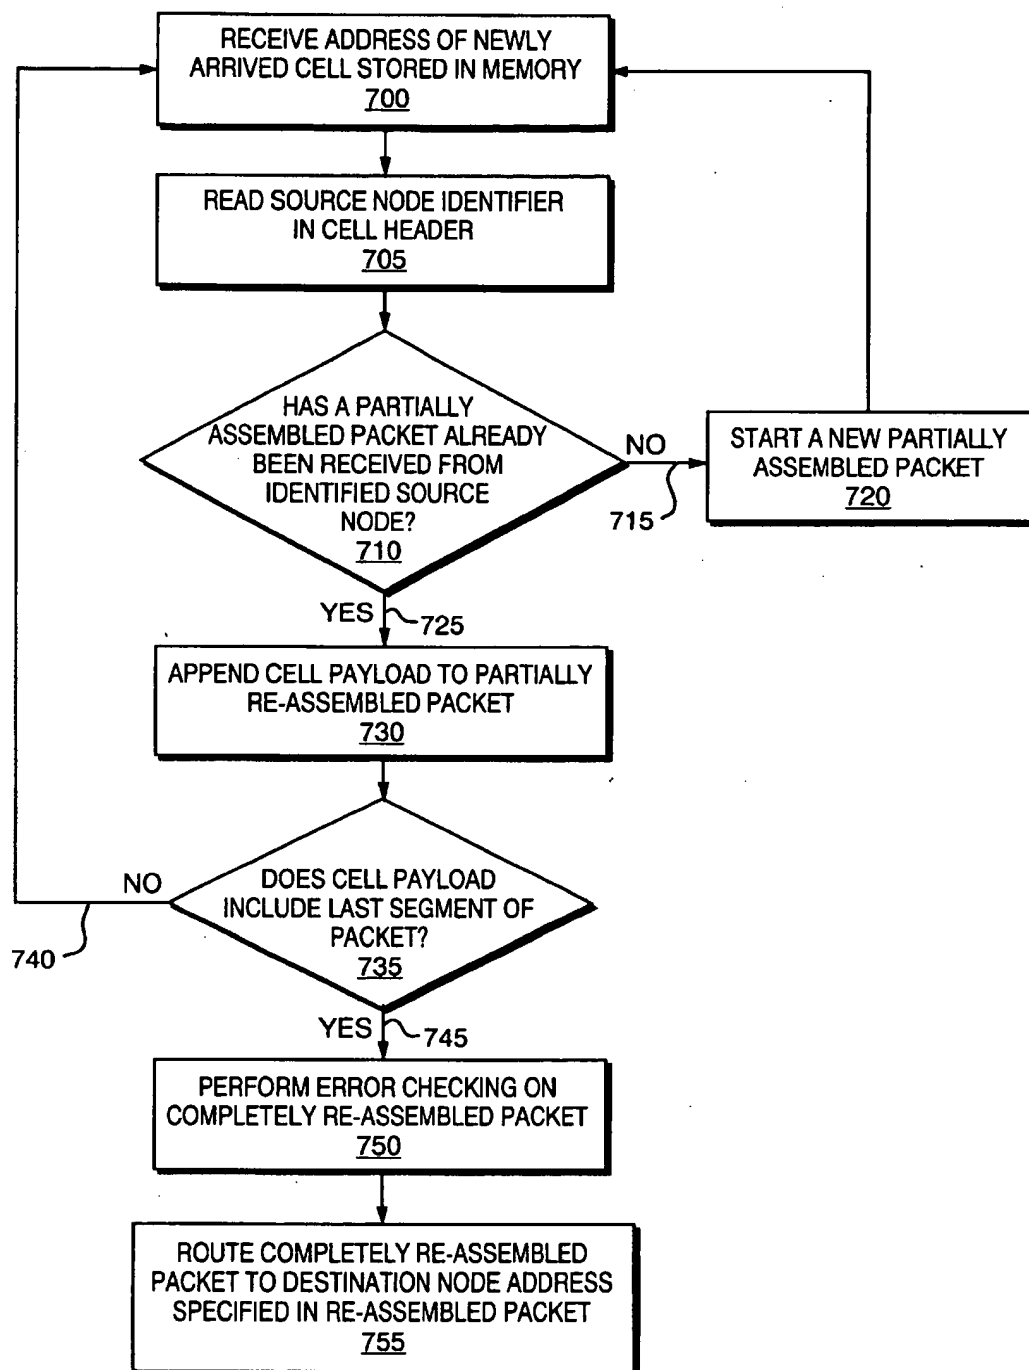 RECEIVE ADDRESS OF NEWLY
ARRIVED CELL STORED IN MEMORY
700
READ SOURCE NODE IDENTIFIER
IN CELL HEADER
705
HAS A PARTIALLY
ASSEMBLED PACKET ALREADY
BEEN RECEIVED FROM
IDENTIFIED SOURCE
NODE?
710
NO
715
START A NEW PARTIALLY
ASSEMBLED PACKET
720
YES
725
APPEND CELL PAYLOAD TO PARTIALLY
RE-ASSEMBLED PACKET
730
DOES CELL PAYLOAD
INCLUDE LAST SEGMENT OF
PACKET?
735
NO
740
YES
745
PERFORM ERROR CHECKING ON
COMPLETELY RE-ASSEMBLED PACKET
750
ROUTE COMPLETELY RE-ASSEMBLED
PACKET TO DESTINATION NODE ADDRESS
SPECIFIED IN RE-ASSEMBLED PACKET
755